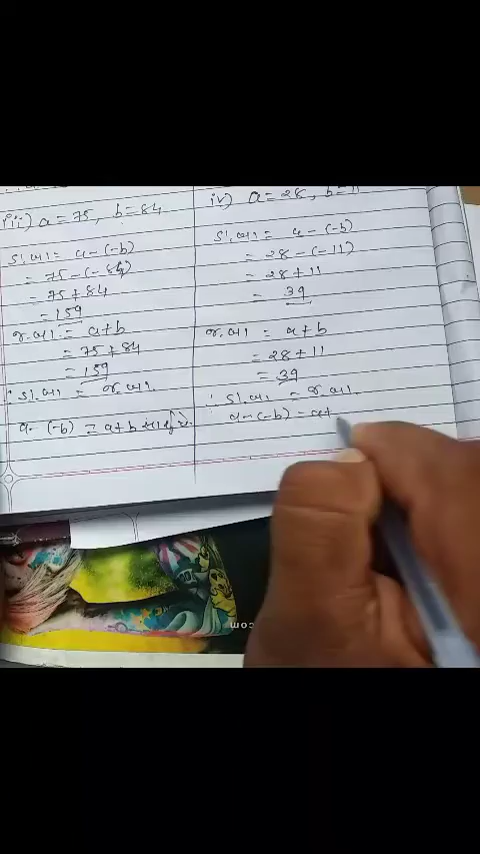 iii) a = 75, b = 84
ડા.બા = a - (-b)
= 75 - (- 84)
= 75 + 84
= 159
જ.બા = a + b
= 75 + 84
= 159
∴ ડા.બા = જ.બા.
a - (-b) = a + b
iv) a = 28, b = 11
ડા.બા = a - (-b)
= 28 - (-11)
= 28 + 11
= 39
જ.બા = a + b
= 28 + 11
= 39
∴ ડા.બા = જ.બા.
a - (-b) = a+
com